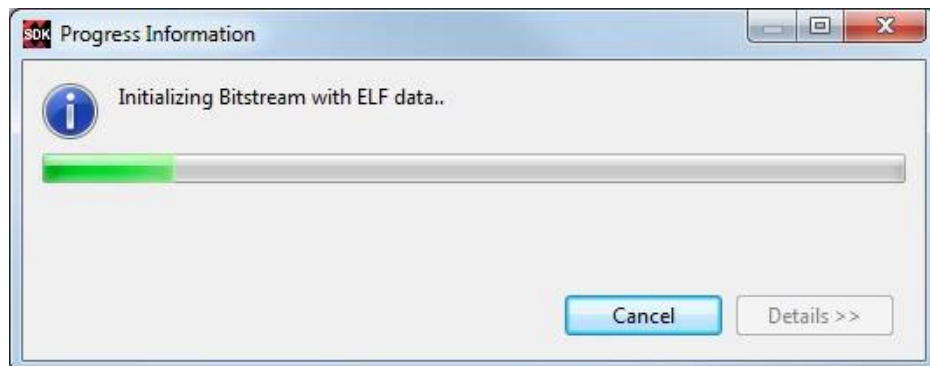 SDK Progress Information
Initializing Bitstream with ELF data..
Cancel Details >>